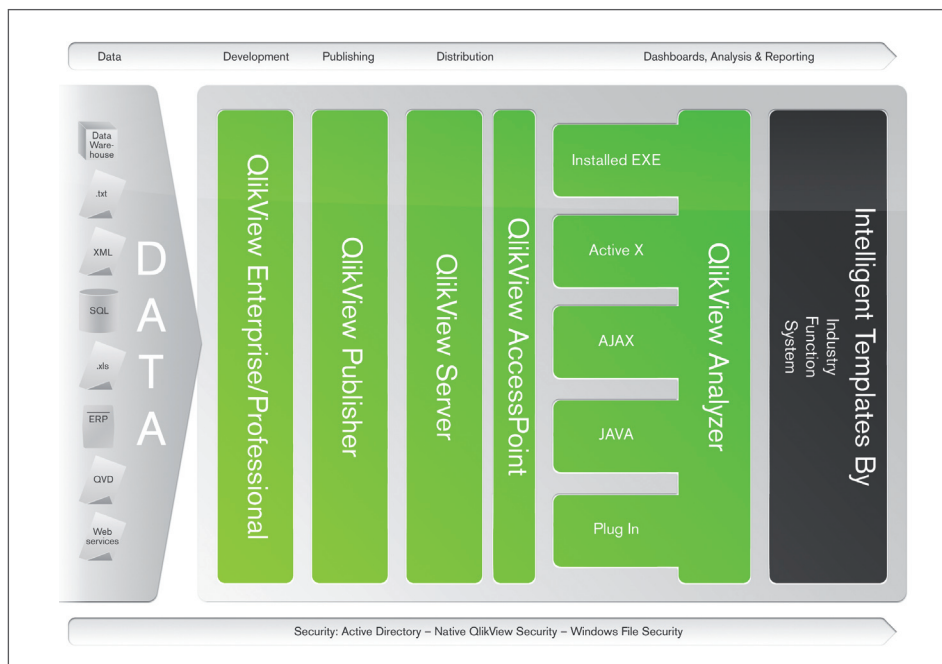 Data
Development
Publishing
Distribution
Dashboards, Analysis & Reporting
Data
Ware-
house
.txt
XML
SQL
.xls
ERP
QVD
Web
services
DATA
QlikView Enterprise/Professional
QlikView Publisher
QlikView Server
QlikView AccessPoint
Installed EXE
Active X
AJAX
JAVA
Plug In
QlikView Analyzer
Intelligent Templates By
Industry
Function
System
Security: Active Directory – Native QlikView Security – Windows File Security